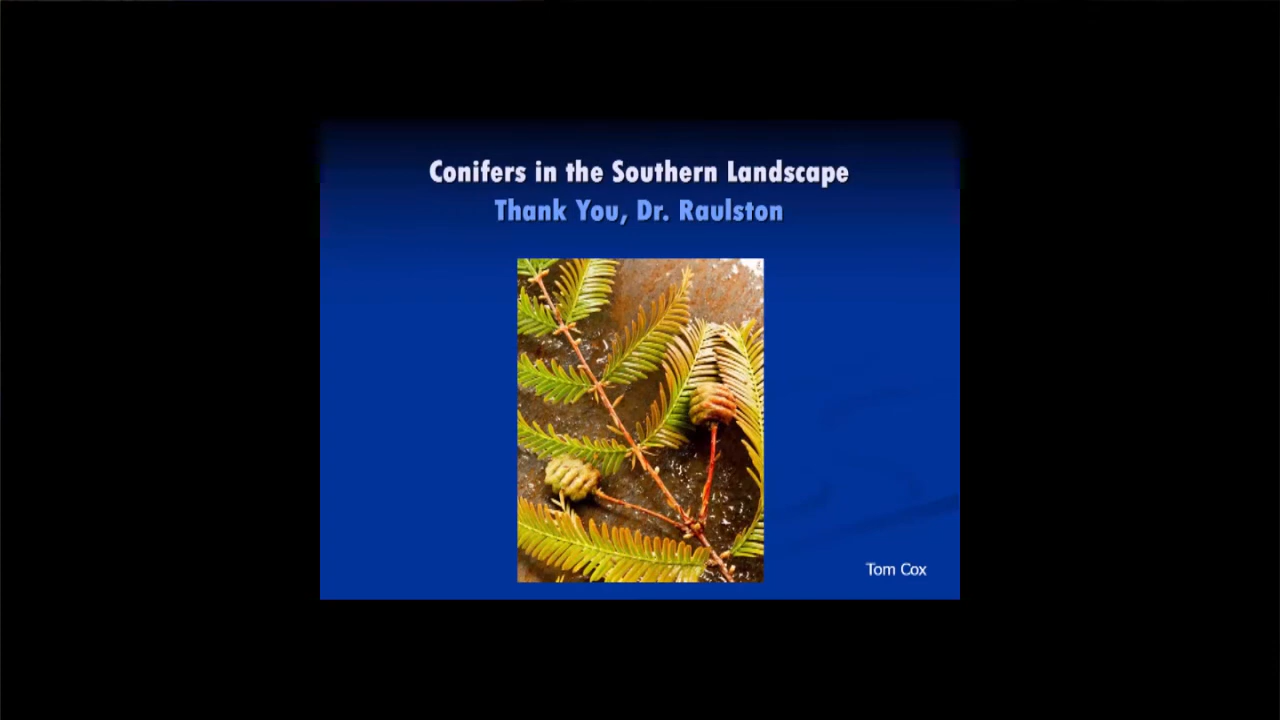 Conifers in the Southern Landscape
Thank You, Dr. Raulston
Tom Cox